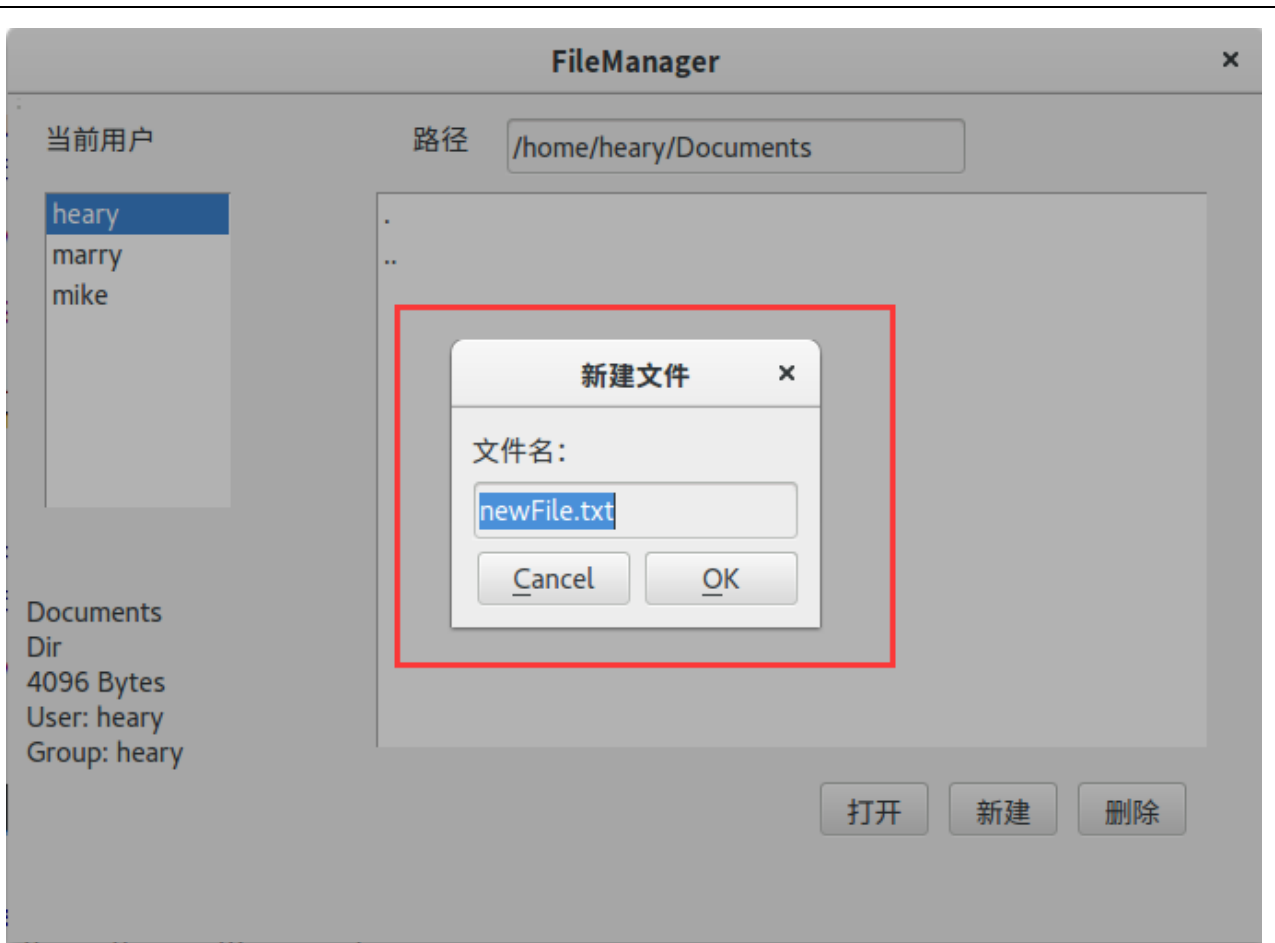 FileManager ×
当前用户
路径 /home/heary/Documents
heary
marry
mike
.
..
新建文件 ×
文件名:
newFile.txt
Cancel OK
Documents
Dir
4096 Bytes
User: heary
Group: heary
打开 新建 删除